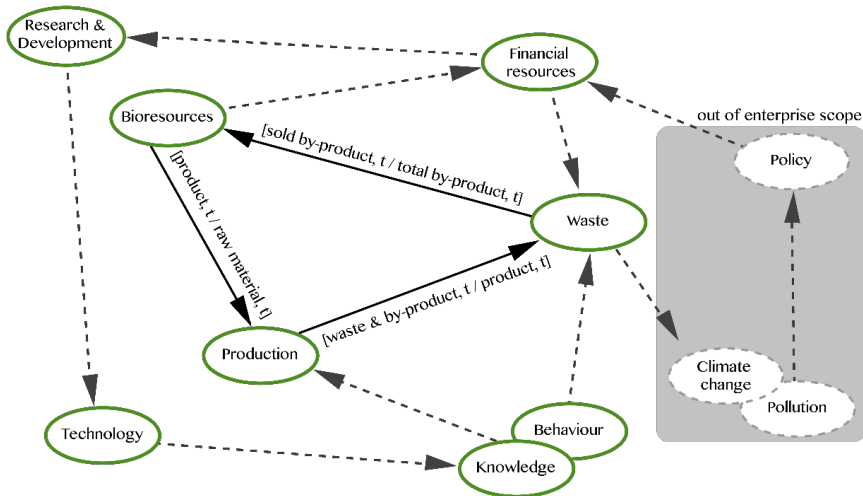 Research &
Development
Financial
resources
out of enterprise scope
Bioresources
[sold by-product, t / total by-product, t]
Policy
[product, t / raw material, t]
Waste
[waste & by-product, t / product, t]
Production
Climate
change
Pollution
Technology
Behaviour
Knowledge